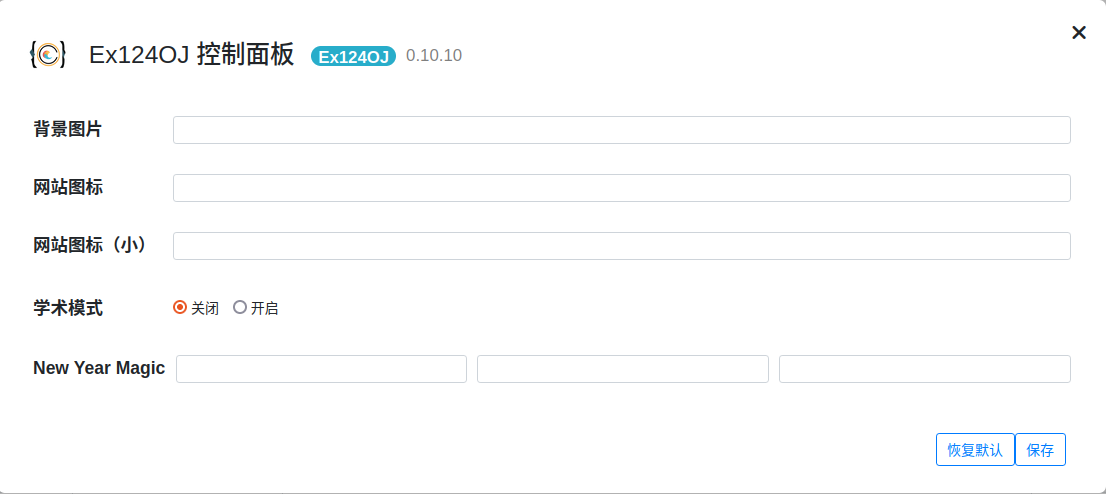 Ex124OJ 控制面板 Ex124OJ 0.10.10
背景图片
网站图标
网站图标（小）
学术模式 关闭 开启
New Year Magic
恢复默认 保存